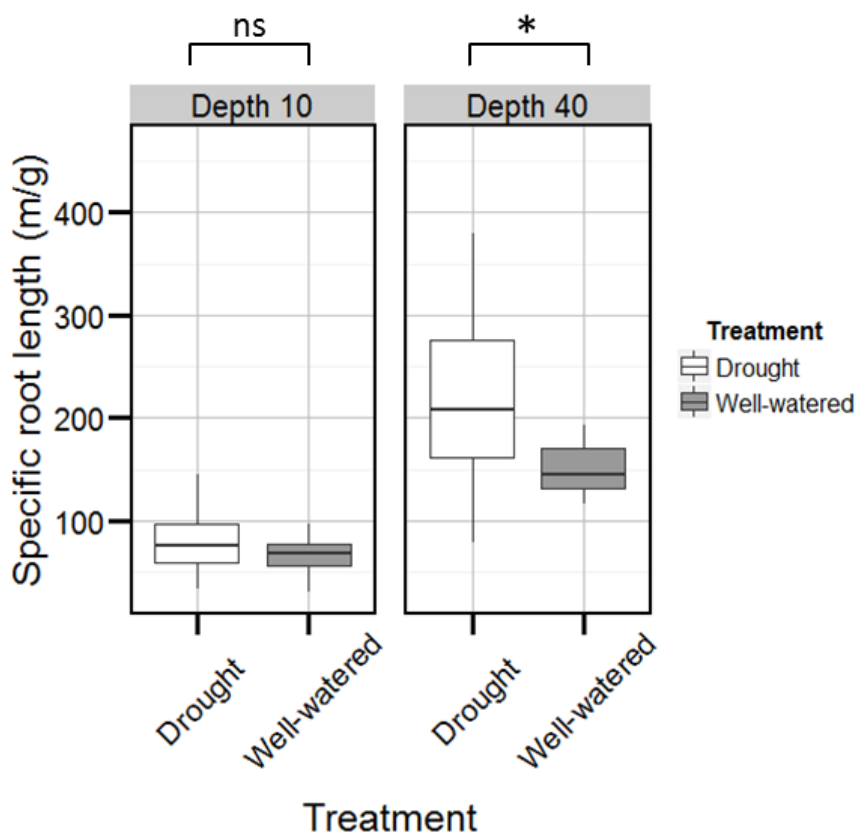 ns
*
Depth 10
Depth 40
Specific root length (m/g)
400
300
200
100
Drought
Well-watered
Drought
Well-watered
Treatment
Treatment
Drought
Well-watered